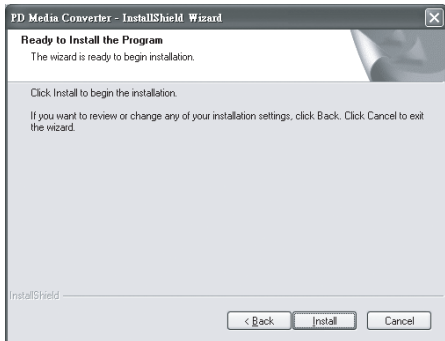 PD Media Converter - InstallShield Wizard
Ready to Install the Program
The wizard is ready to begin installation.
Click Install to begin the installation.
If you want to review or change any of your installation settings, click Back. Click Cancel to exit
the wizard.
InstallShield
< Back
Install
Cancel